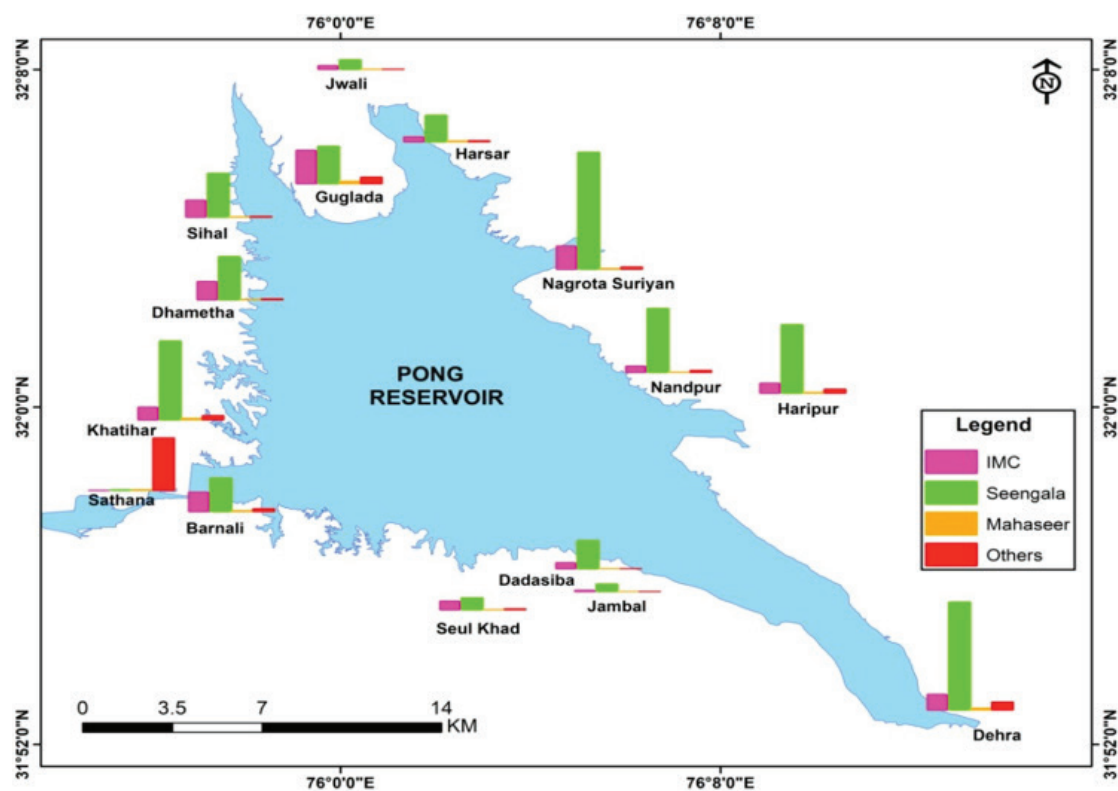 76°0'0"E
76°8'0"E
32°8'0"N
32°8'0"N
N
Jwali
Harsar
Guglada
Sihal
Nagrota Suriyan
Dhametha
PONG
RESERVOIR
Nandpur
Haripur
32°0'0"N
32°0'0"N
Khatihar
Legend
IMC
Seengala
Mahaseer
Others
Sathana
Barnali
Dadasiba
Jambal
Seul Khad
0
3.5
7
14
KM
Dehra
31°52'0"N
31°52'0"N
76°0'0"E
76°8'0"E